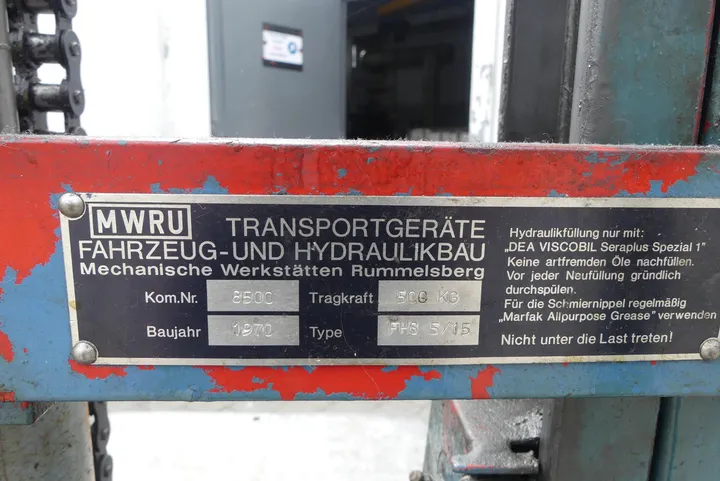 MWRU TRANSPORTGERÄTE
FAHRZEUG-UND HYDRAULIKBAU
Mechanische Werkstätten Rummelsberg
Kom.Nr. 8500 Tragkraft 500 KG
Baujahr 1970 Type FHS 5/15
Hydraulikfüllung nur mit:
„DEA VISCOBIL Seraplus Spezial 1"
Keine artfremden Öle nachfüllen.
Vor jeder Neufüllung gründlich
durchspülen.
Für die Schmiernippel regelmäßig
„Marfak Allpurpose Grease" verwenden
Nicht unter die Last treten!